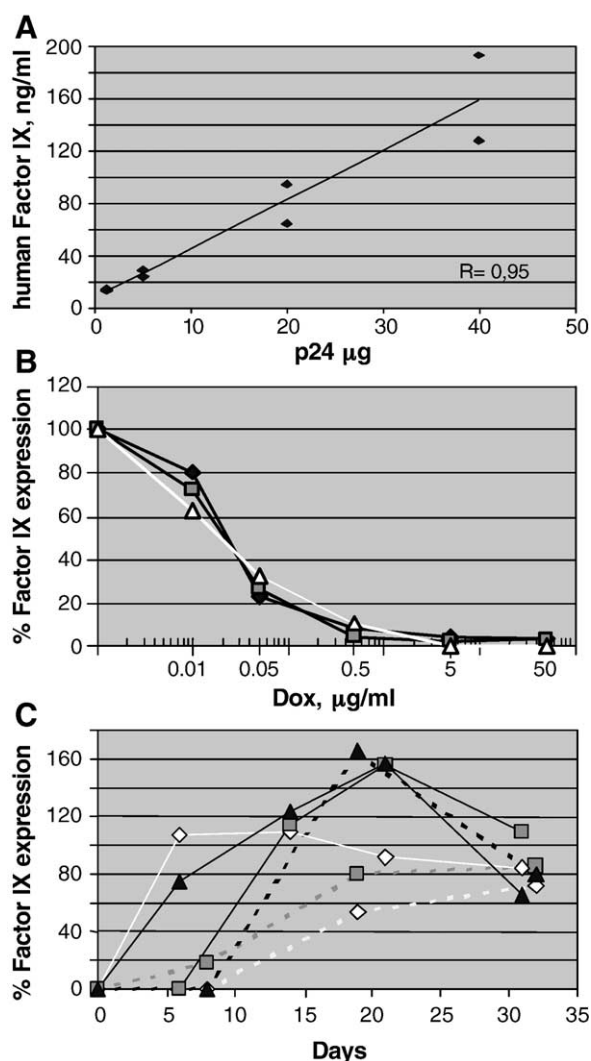 A
human Factor IX, ng/ml
200
160
120
80
40
0
R= 0,95
0 10 20 30 40 50
p24 µg
B
% Factor IX expression
120
100
80
60
40
20
0
0.01 0.05 0.5 5 50
Dox, µg/ml
C
% Factor IX expression
160
120
80
40
0
0 5 10 15 20 25 30 35
Days